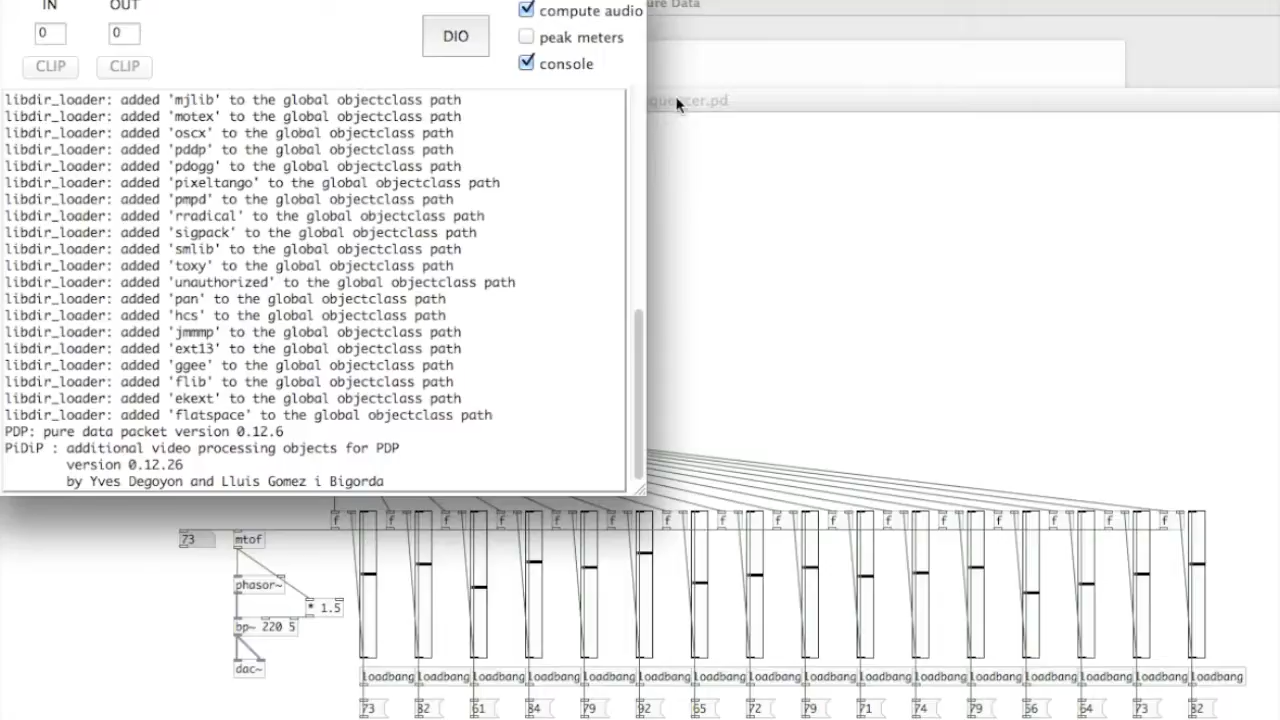 ure Data
IN OUT
compute audio
0 0
DIO
peak meters
console
CLIP CLIP
libdir_loader: added 'mjlib' to the global objectclass path
quencer.pd
libdir_loader: added 'motex' to the global objectclass path
libdir_loader: added 'oscx' to the global objectclass path
libdir_loader: added 'pddp' to the global objectclass path
libdir_loader: added 'pdogg' to the global objectclass path
libdir_loader: added 'pixeltango' to the global objectclass path
libdir_loader: added 'pmpd' to the global objectclass path
libdir_loader: added 'rradical' to the global objectclass path
libdir_loader: added 'sigpack' to the global objectclass path
libdir_loader: added 'smlib' to the global objectclass path
libdir_loader: added 'toxy' to the global objectclass path
libdir_loader: added 'unauthorized' to the global objectclass path
libdir_loader: added 'pan' to the global objectclass path
libdir_loader: added 'hcs' to the global objectclass path
libdir_loader: added 'jmmmp' to the global objectclass path
libdir_loader: added 'ext13' to the global objectclass path
libdir_loader: added 'ggee' to the global objectclass path
libdir_loader: added 'flib' to the global objectclass path
libdir_loader: added 'ekext' to the global objectclass path
libdir_loader: added 'flatspace' to the global objectclass path
PDP: pure data packet version 0.12.6
PiDiP : additional video processing objects for PDP
version 0.12.26
by Yves Degoyon and Lluis Gomez i Bigorda
f f f f f f f f f f f f f f f f
73 mtof
phasor~
* 1.5
bp~ 220 5
dac~
loadbang loadbang loadbang loadbang loadbang loadbang loadbang loadbang loadbang loadbang loadbang loadbang loadbang loadbang loadbang loadbang
73 82 61 84 79 92 65 72 79 71 74 79 56 64 73 82